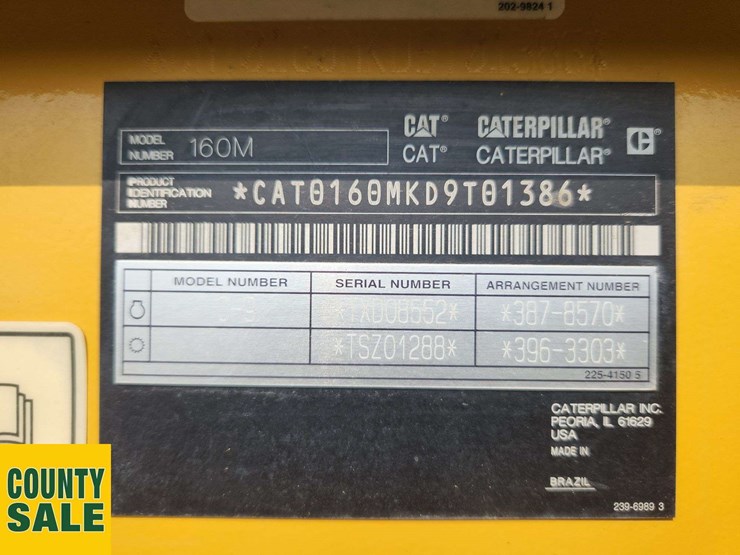 202-9824 1
CAT® CATERPILLAR®
MODEL NUMBER 160M
CAT® CATERPILLAR®
PRODUCT IDENTIFICATION NUMBER *CAT0160MKD9T01386*
MODEL NUMBER SERIAL NUMBER ARRANGEMENT NUMBER
*387-8570*
*TSZ01288* *396-3303*
225-4150 5
CATERPILLAR INC.
PEORIA, IL 61629
USA
MADE IN
BRAZIL
239-6989 3
COUNTY
SALE